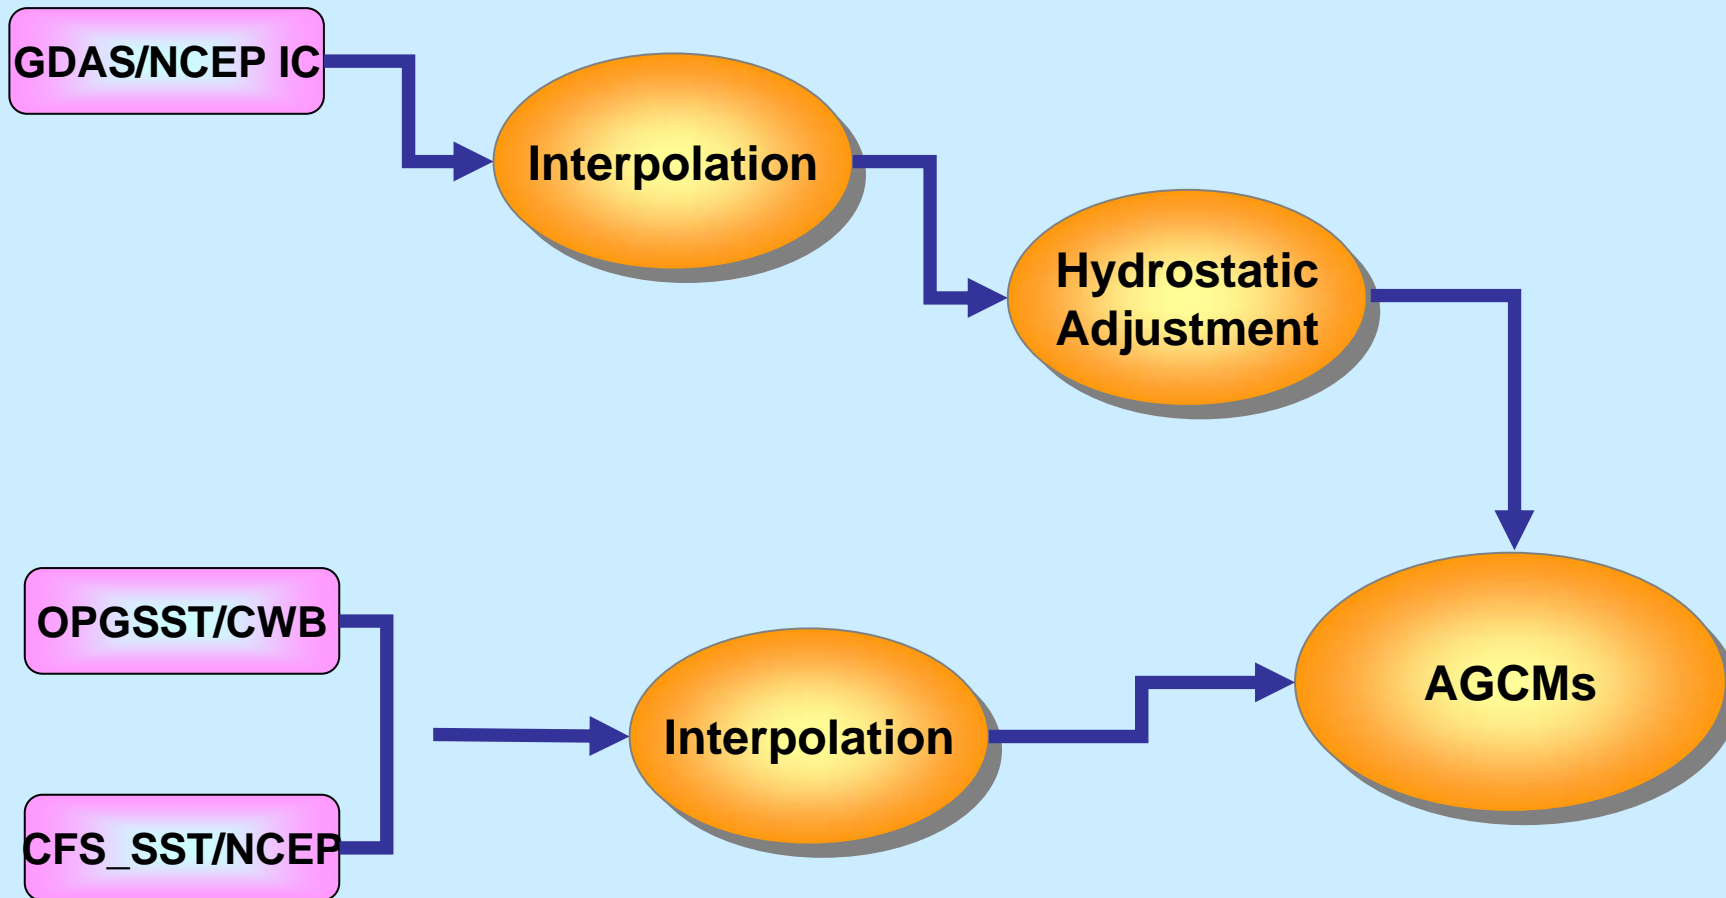 GDAS/NCEP IC
Interpolation
Hydrostatic
Adjustment
OPGSST/CWB
Interpolation
AGCMs
CFS_SST/NCEP